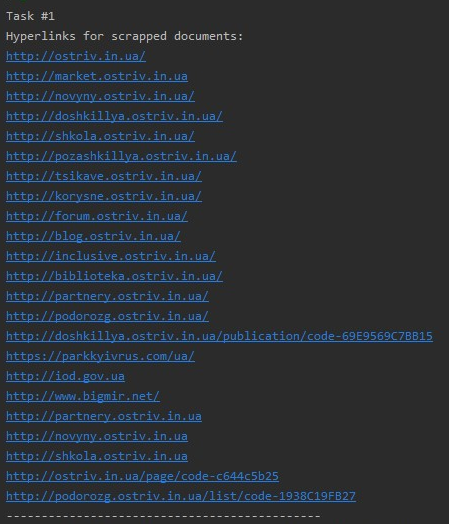 Task #1
Hyperlinks for scrapped documents:
http://ostriv.in.ua/
http://market.ostriv.in.ua
http://novyny.ostriv.in.ua/
http://doshkillya.ostriv.in.ua/
http://shkola.ostriv.in.ua/
http://pozashkillya.ostriv.in.ua/
http://tsikave.ostriv.in.ua/
http://korysne.ostriv.in.ua/
http://forum.ostriv.in.ua/
http://blog.ostriv.in.ua/
http://inclusive.ostriv.in.ua/
http://biblioteka.ostriv.in.ua/
http://partnery.ostriv.in.ua/
http://podorozg.ostriv.in.ua/
http://doshkillya.ostriv.in.ua/publication/code-69E9569C7BB15
https://parkkyivrus.com/ua/
http://iod.gov.ua
http://www.bigmir.net/
http://partnery.ostriv.in.ua
http://novyny.ostriv.in.ua
http://shkola.ostriv.in.ua
http://ostriv.in.ua/page/code-c644c5b25
http://podorozg.ostriv.in.ua/list/code-1938C19FB27
---------------------------------------------